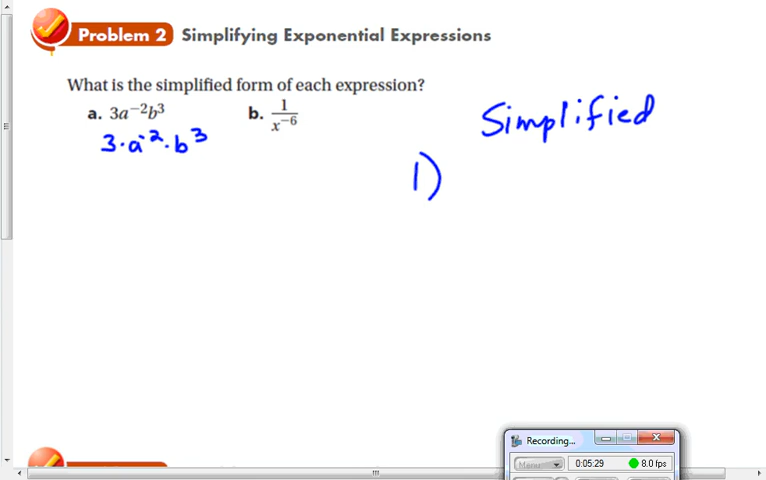 Problem 2 Simplifying Exponential Expressions
What is the simplified form of each expression?
a. 3a⁻²b³ b. 1/x⁻⁶
3·a⁻²·b³
Simplified
1)
Recording...
Menu 0:05:29 8.0 fps